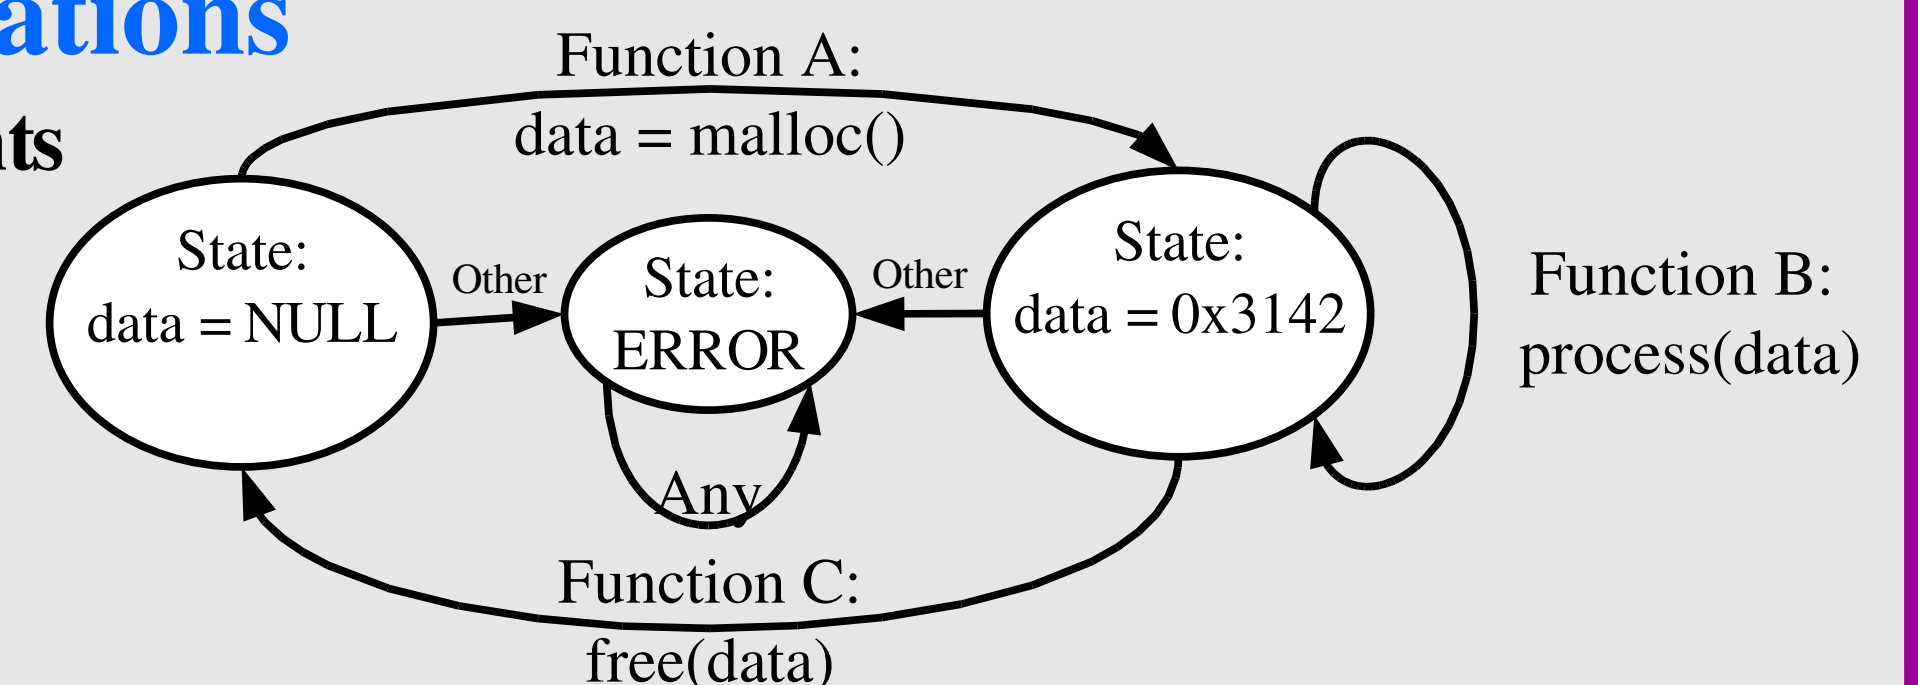 ations
nts
Function A:
data = malloc()
State:
data = NULL
Other
State:
ERROR
Other
State:
data = 0x3142
Function B:
process(data)
Any
Function C:
free(data)